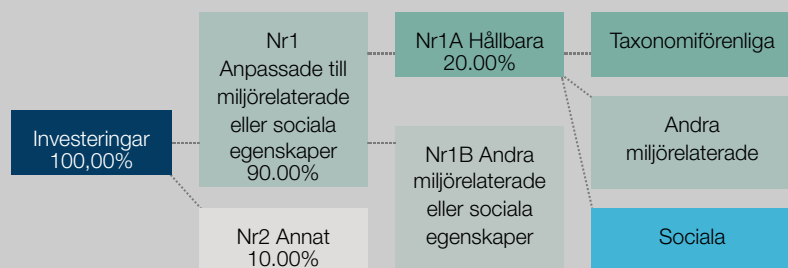 Investeringar
100,00%
Nr1
Anpassade till
miljörelaterade
eller sociala
egenskaper
90.00%
Nr2 Annat
10.00%
Nr1A Hållbara
20.00%
Nr1B Andra
miljörelaterade
eller sociala
egenskaper
Taxonomiförenliga
Andra
miljörelaterade
Sociala